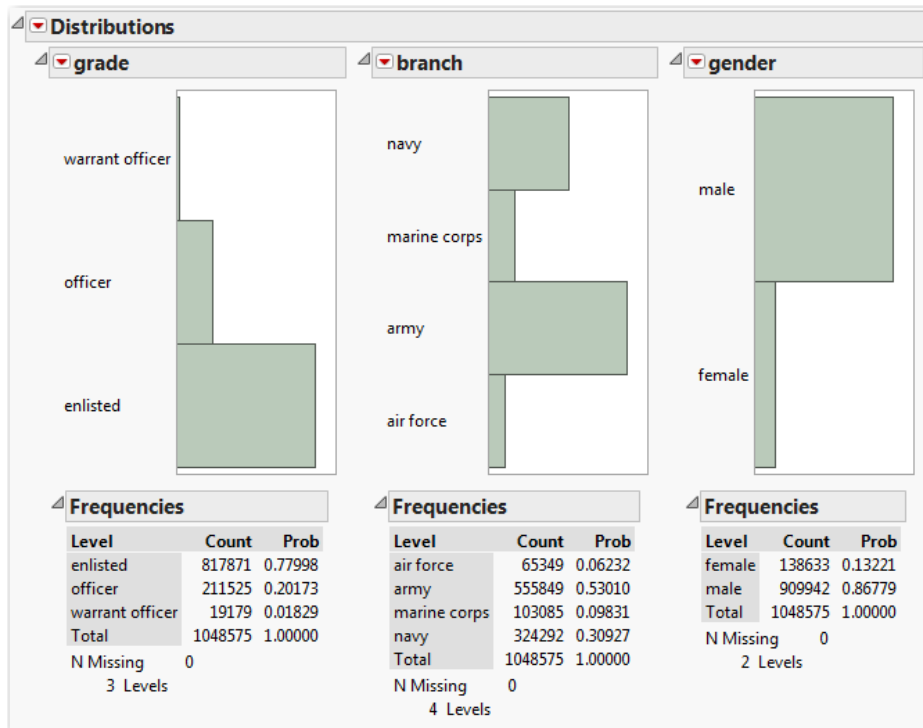 Distributions
grade
warrant officer
officer
enlisted
Frequencies
Level Count Prob
enlisted 817871 0.77998
officer 211525 0.20173
warrant officer 19179 0.01829
Total 1048575 1.00000
N Missing 0
3 Levels
branch
navy
marine corps
army
air force
Frequencies
Level Count Prob
air force 65349 0.06232
army 555849 0.53010
marine corps 103085 0.09831
navy 324292 0.30927
Total 1048575 1.00000
N Missing 0
4 Levels
gender
male
female
Frequencies
Level Count Prob
female 138633 0.13221
male 909942 0.86779
Total 1048575 1.00000
N Missing 0
2 Levels